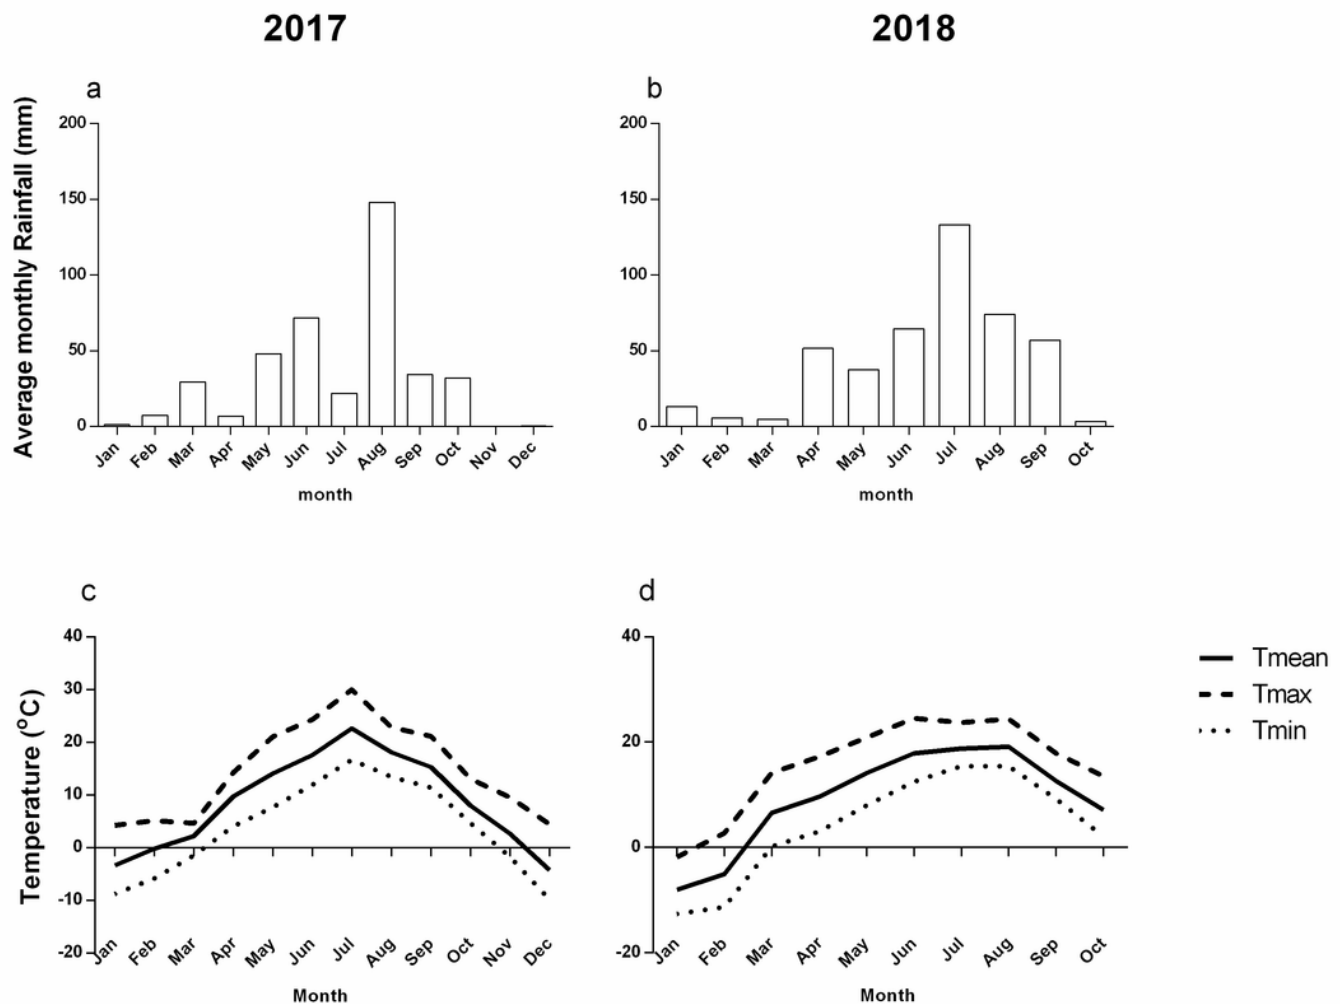 2017
2018
a
b
Average monthly Rainfall (mm)
200
150
100
50
0
Jan Feb Mar Apr May Jun Jul Aug Sep Oct Nov Dec
month
200
150
100
50
0
Jan Feb Mar Apr May Jun Jul Aug Sep Oct
month
c
d
Temperature (°C)
40
30
20
10
0
-10
-20
Jan Feb Mar Apr May Jun Jul Aug Sep Oct Nov Dec
Month
40
20
0
-20
Jan Feb Mar Apr May Jun Jul Aug Sep Oct
Month
Tmean
Tmax
Tmin